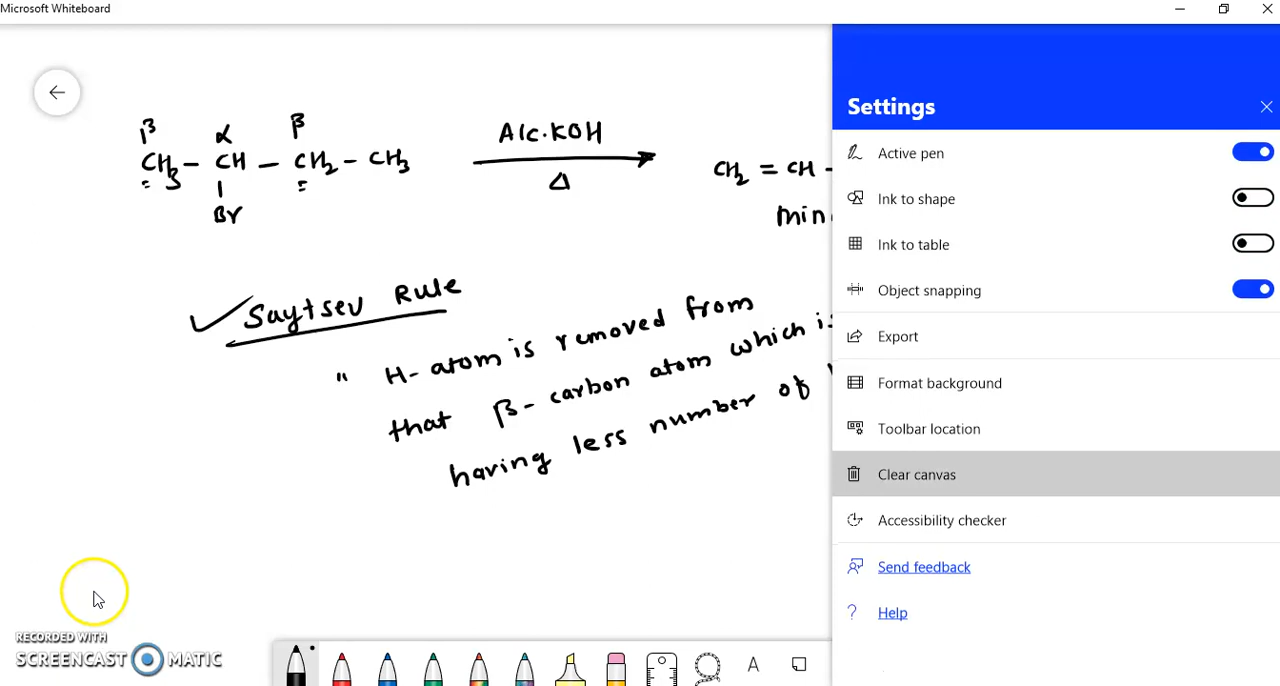 Microsoft Whiteboard
β α β
CH3 – CH – CH2 – CH3
Br
Alc.KOH
Δ
CH2 = CH –
✓ Saytsev Rule
" H-atom is removed from
that β-carbon atom which is
having less number of
Settings
Active pen
Ink to shape
Ink to table
Object snapping
Export
Format background
Toolbar location
Clear canvas
Accessibility checker
Send feedback
? Help
RECORDED WITH
SCREENCAST MATIC
A